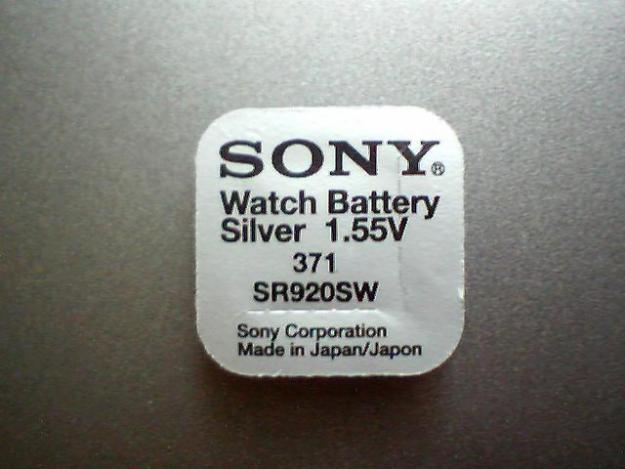 SONY®
Watch Battery
Silver 1.55V
371
SR920SW
Sony Corporation
Made in Japan/Japon